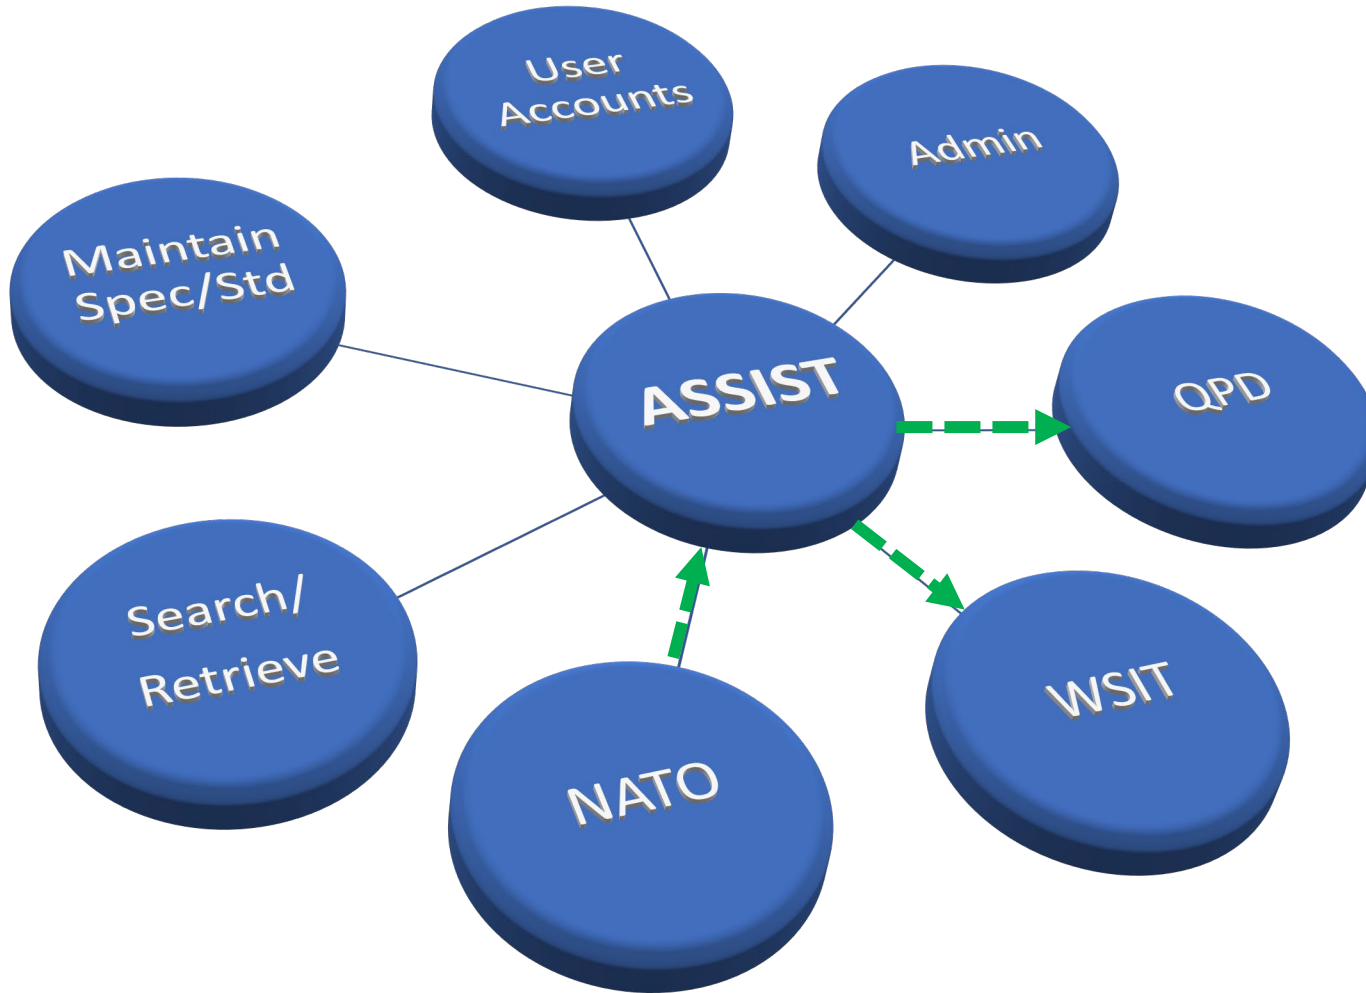 User
Accounts
Admin
Maintain
Spec/Std
ASSIST
QPD
Search/
Retrieve
WSIT
NATO